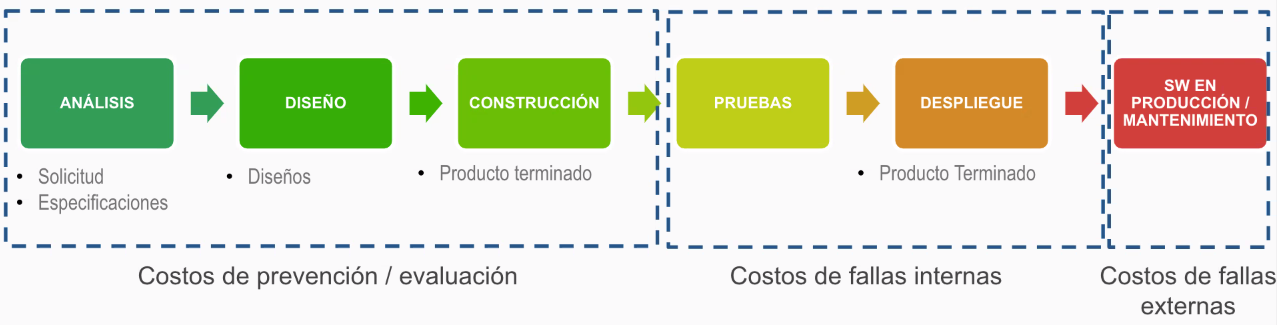 ANÁLISIS
DISEÑO
CONSTRUCCIÓN
PRUEBAS
DESPLIEGUE
SW EN
PRODUCCIÓN /
MANTENIMIENTO
• Solicitud
• Especificaciones
• Diseños
• Producto terminado
• Producto Terminado
Costos de prevención / evaluación
Costos de fallas internas
Costos de fallas
externas